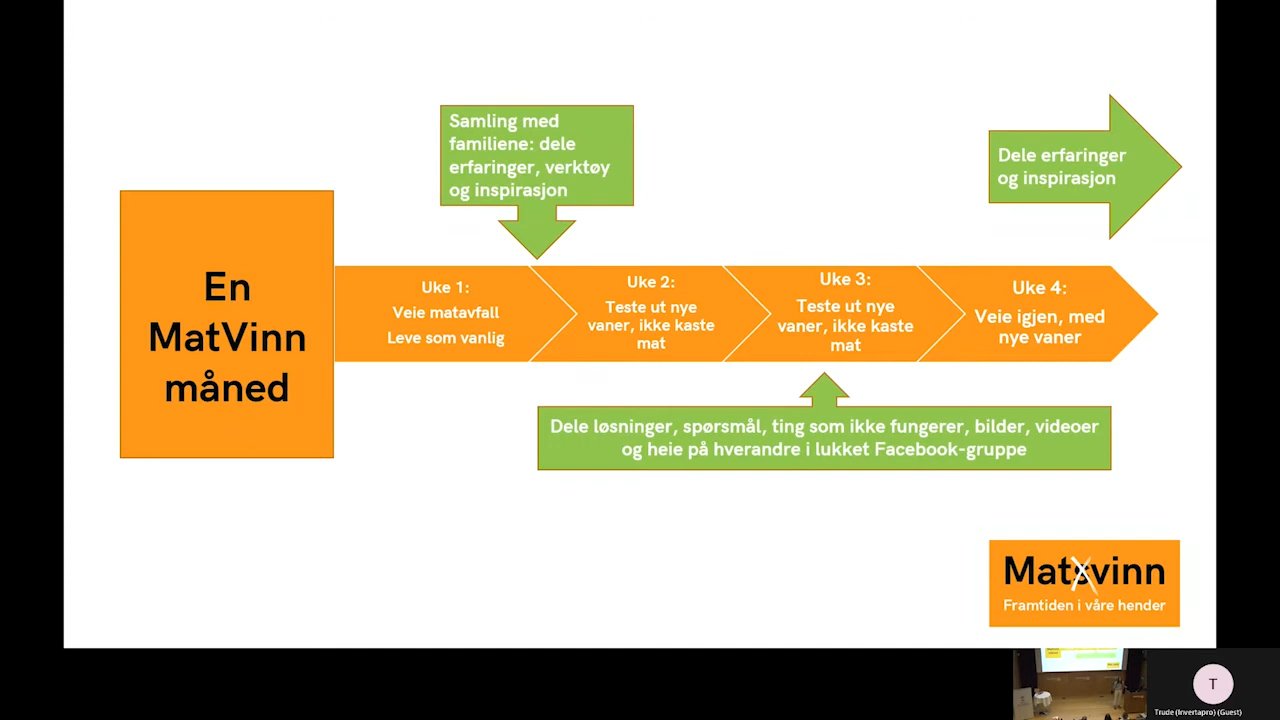 En
MatVinn
måned
Samling med
familiene: dele
erfaringer, verktøy
og inspirasjon
Dele erfaringer
og inspirasjon
Uke 1:
Veie matavfall
Leve som vanlig
Uke 2:
Teste ut nye
vaner, ikke kaste
mat
Uke 3:
Teste ut nye
vaner, ikke kaste
mat
Uke 4:
Veie igjen, med
nye vaner
Dele løsninger, spørsmål, ting som ikke fungerer, bilder, videoer
og heie på hverandre i lukket Facebook-gruppe
Matsvinn
Framtiden i våre hender
T
Trude (Invertapro) (Guest)